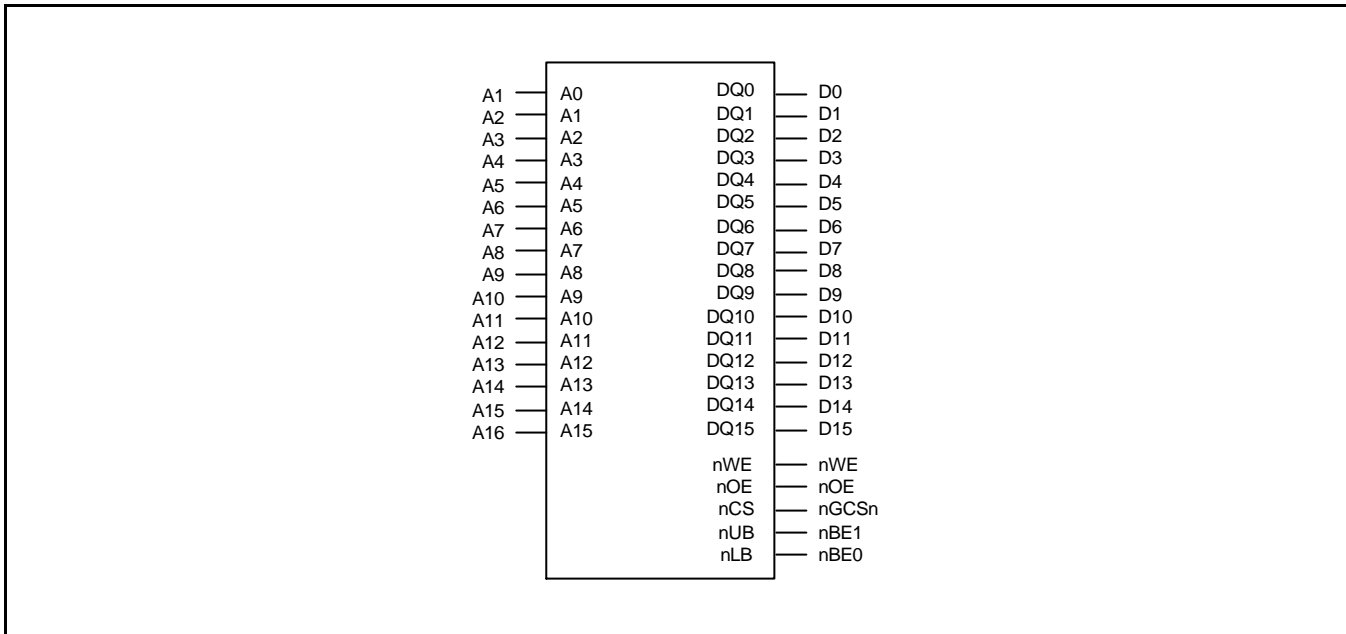 A1 A0 DQ0 D0
A2 A1 DQ1 D1
A3 A2 DQ2 D2
A4 A3 DQ3 D3
A5 A4 DQ4 D4
A6 A5 DQ5 D5
A7 A6 DQ6 D6
A8 A7 DQ7 D7
A9 A8 DQ8 D8
A10 A9 DQ9 D9
A11 A10 DQ10 D10
A12 A11 DQ11 D11
A13 A12 DQ12 D12
A14 A13 DQ13 D13
A15 A14 DQ14 D14
A16 A15 DQ15 D15
nWE nWE
nOE nOE
nCS nGCSn
nUB nBE1
nLB nBE0